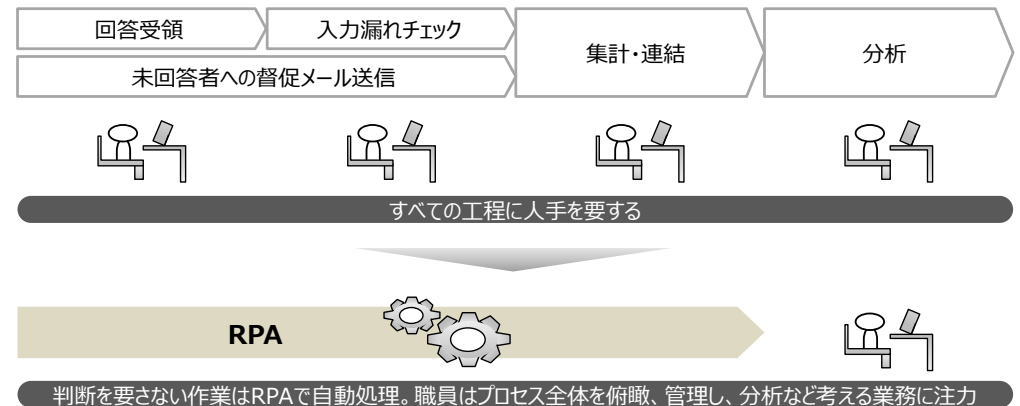 回答受領
入力漏れチェック
未回答者への督促メール送信
集計・連結
分析
すべての工程に人手を要する
RPA
判断を要さない作業はRPAで自動処理。職員はプロセス全体を俯瞰、管理し、分析など考える業務に注力